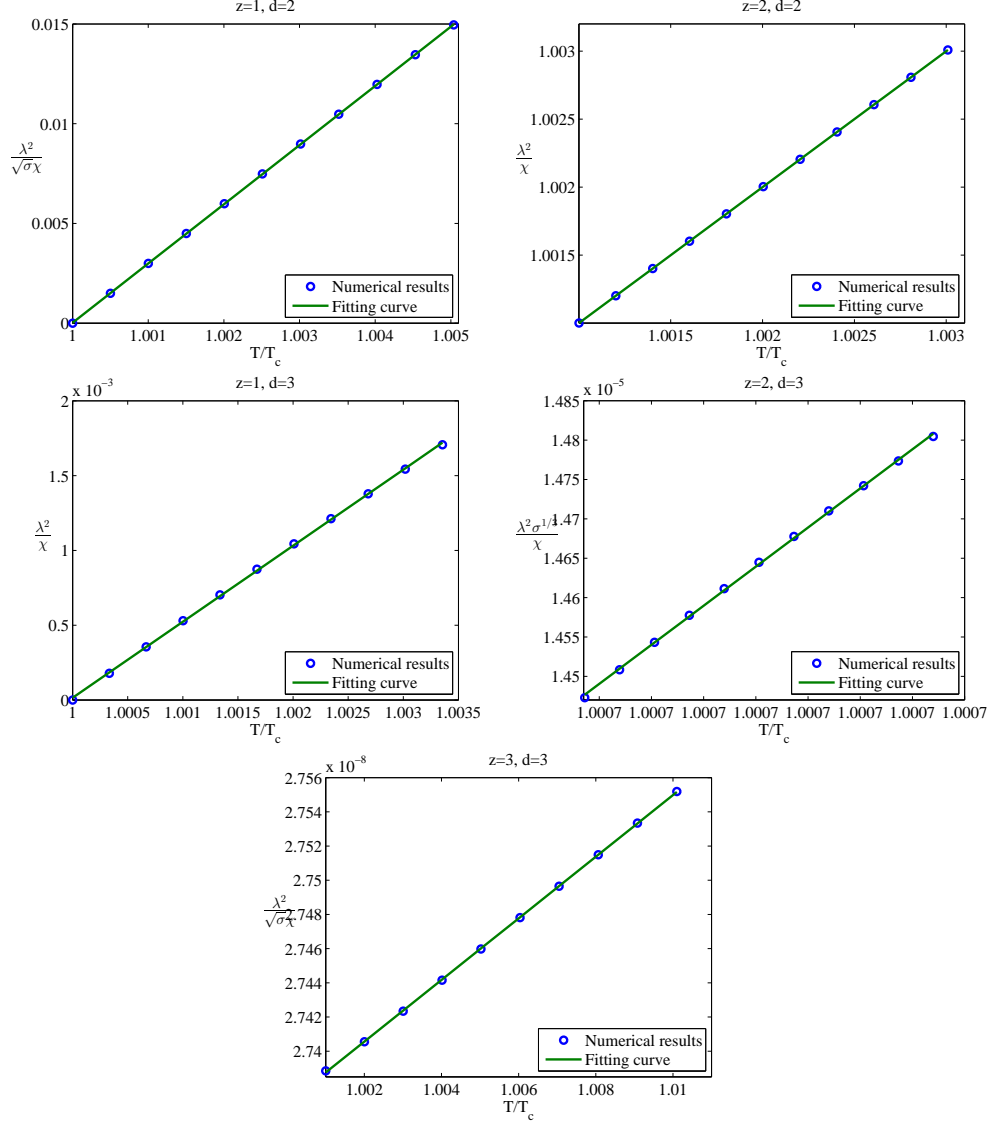 z=1, d=2
0.015
0.01
0.005
0
λ²/√σχ
1 1.001 1.002 1.003 1.004 1.005
T/T_c
Numerical results
Fitting curve
z=2, d=2
1.003
1.0025
1.002
1.0015
λ²/χ
1.0015 1.002 1.0025 1.003
T/T_c
Numerical results
Fitting curve
z=1, d=3
x 10⁻³
2
1.5
1
0.5
0
λ²/χ
1 1.0005 1.001 1.0015 1.002 1.0025 1.003 1.0035
T/T_c
Numerical results
Fitting curve
z=2, d=3
x 10⁻⁵
1.485
1.48
1.475
1.47
1.465
1.46
1.455
1.45
1.0007 1.0007 1.0007 1.0007 1.0007 1.0007 1.0007 1.0007
T/T_c
Numerical results
Fitting curve
z=3, d=3
x 10⁻⁸
2.756
2.754
2.752
2.75
2.748
2.746
2.744
2.742
2.74
λ²/√σχ
1.002 1.004 1.006 1.008 1.01
T/T_c
Numerical results
Fitting curve